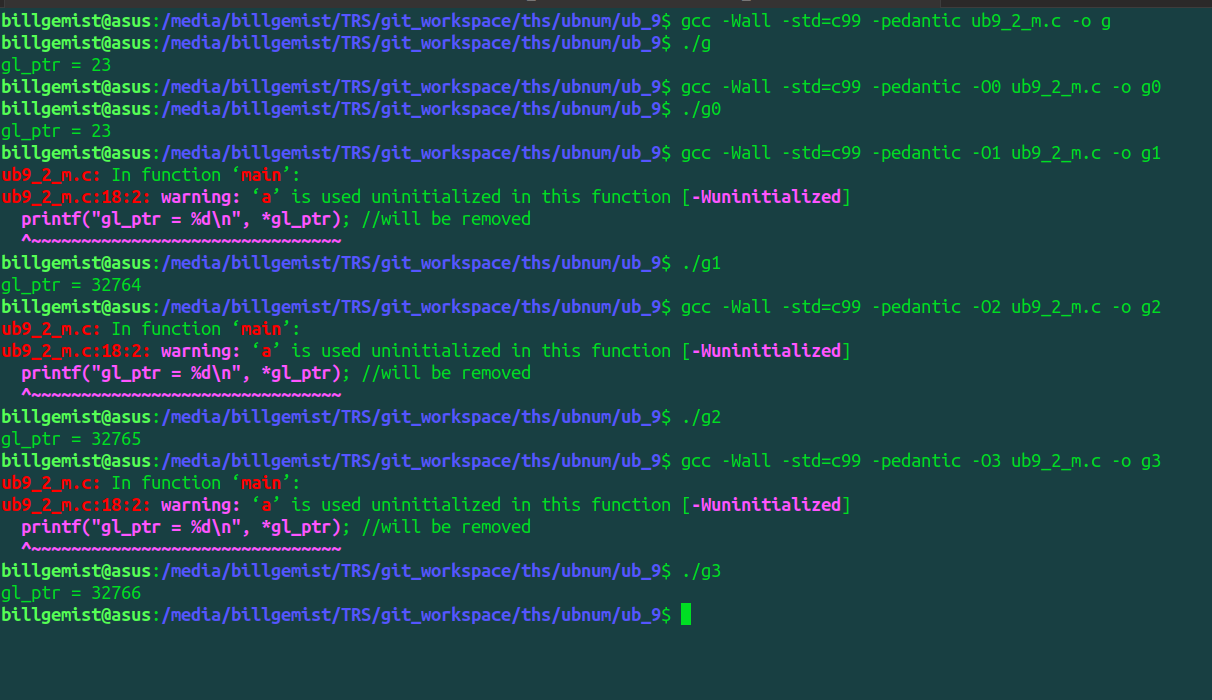 billgemist@asus:/media/billgemist/TRS/git_workspace/ths/ubnum/ub_9$ gcc -Wall -std=c99 -pedantic ub9_2_m.c -o g
billgemist@asus:/media/billgemist/TRS/git_workspace/ths/ubnum/ub_9$ ./g
gl_ptr = 23
billgemist@asus:/media/billgemist/TRS/git_workspace/ths/ubnum/ub_9$ gcc -Wall -std=c99 -pedantic -O0 ub9_2_m.c -o g0
billgemist@asus:/media/billgemist/TRS/git_workspace/ths/ubnum/ub_9$ ./g0
gl_ptr = 23
billgemist@asus:/media/billgemist/TRS/git_workspace/ths/ubnum/ub_9$ gcc -Wall -std=c99 -pedantic -O1 ub9_2_m.c -o g1
ub9_2_m.c: In function ‘main’:
ub9_2_m.c:18:2: warning: ‘a’ is used uninitialized in this function [-Wuninitialized]
  printf("gl_ptr = %d\n", *gl_ptr); //will be removed
  ^~~~~~~~~~~~~~~~~~~~~~~~~~~~~~~~
billgemist@asus:/media/billgemist/TRS/git_workspace/ths/ubnum/ub_9$ ./g1
gl_ptr = 32764
billgemist@asus:/media/billgemist/TRS/git_workspace/ths/ubnum/ub_9$ gcc -Wall -std=c99 -pedantic -O2 ub9_2_m.c -o g2
ub9_2_m.c: In function ‘main’:
ub9_2_m.c:18:2: warning: ‘a’ is used uninitialized in this function [-Wuninitialized]
  printf("gl_ptr = %d\n", *gl_ptr); //will be removed
  ^~~~~~~~~~~~~~~~~~~~~~~~~~~~~~~~
billgemist@asus:/media/billgemist/TRS/git_workspace/ths/ubnum/ub_9$ ./g2
gl_ptr = 32765
billgemist@asus:/media/billgemist/TRS/git_workspace/ths/ubnum/ub_9$ gcc -Wall -std=c99 -pedantic -O3 ub9_2_m.c -o g3
ub9_2_m.c: In function ‘main’:
ub9_2_m.c:18:2: warning: ‘a’ is used uninitialized in this function [-Wuninitialized]
  printf("gl_ptr = %d\n", *gl_ptr); //will be removed
  ^~~~~~~~~~~~~~~~~~~~~~~~~~~~~~~~
billgemist@asus:/media/billgemist/TRS/git_workspace/ths/ubnum/ub_9$ ./g3
gl_ptr = 32766
billgemist@asus:/media/billgemist/TRS/git_workspace/ths/ubnum/ub_9$